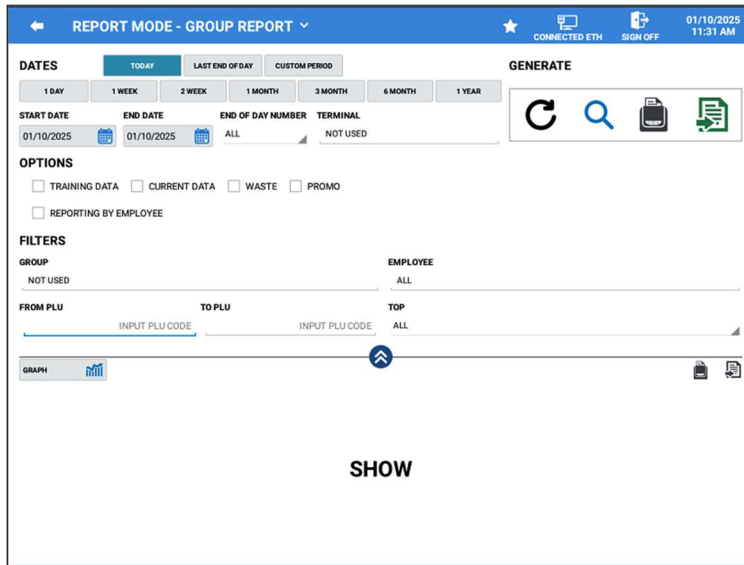 REPORT MODE - GROUP REPORT
CONNECTED ETH
SIGN OFF
01/10/2025
11:31 AM
DATES
TODAY
LAST END OF DAY
CUSTOM PERIOD
GENERATE
1 DAY
1 WEEK
2 WEEK
1 MONTH
3 MONTH
6 MONTH
1 YEAR
START DATE
END DATE
END OF DAY NUMBER
TERMINAL
01/10/2025
01/10/2025
ALL
NOT USED
OPTIONS
TRAINING DATA
CURRENT DATA
WASTE
PROMO
REPORTING BY EMPLOYEE
FILTERS
GROUP
EMPLOYEE
NOT USED
ALL
FROM PLU
TO PLU
TOP
INPUT PLU CODE
INPUT PLU CODE
ALL
GRAPH
SHOW